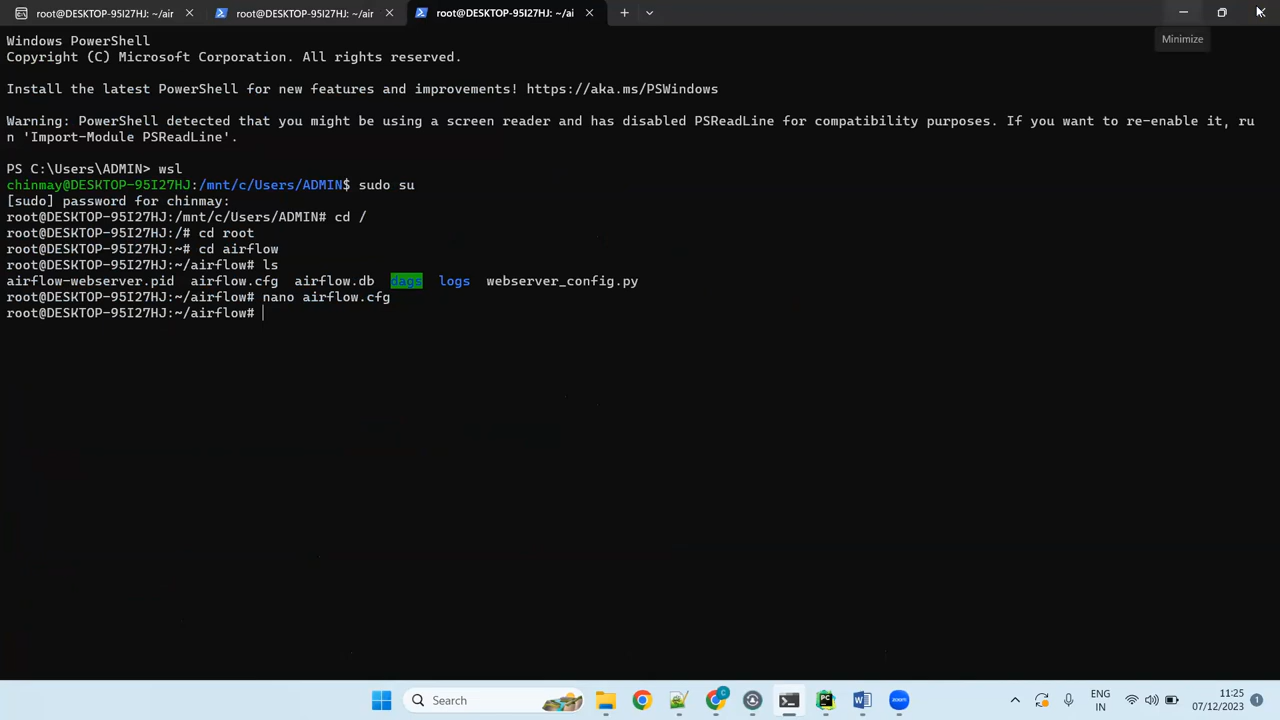 root@DESKTOP-95I27HJ: ~/air
root@DESKTOP-95I27HJ: ~/air
root@DESKTOP-95I27HJ: ~/ai
Minimize
Windows PowerShell
Copyright (C) Microsoft Corporation. All rights reserved.
Install the latest PowerShell for new features and improvements! https://aka.ms/PSWindows
Warning: PowerShell detected that you might be using a screen reader and has disabled PSReadLine for compatibility purposes. If you want to re-enable it, ru
n 'Import-Module PSReadLine'.
PS C:\Users\ADMIN> wsl
chinmay@DESKTOP-95I27HJ:/mnt/c/Users/ADMIN$ sudo su
[sudo] password for chinmay:
root@DESKTOP-95I27HJ:/mnt/c/Users/ADMIN# cd /
root@DESKTOP-95I27HJ:/# cd root
root@DESKTOP-95I27HJ:~# cd airflow
root@DESKTOP-95I27HJ:~/airflow# ls
airflow-webserver.pid  airflow.cfg  airflow.db  dags  logs  webserver_config.py
root@DESKTOP-95I27HJ:~/airflow# nano airflow.cfg
root@DESKTOP-95I27HJ:~/airflow#
Search
PC
C
W
zoom
ENG
IN
11:25
07/12/2023
1